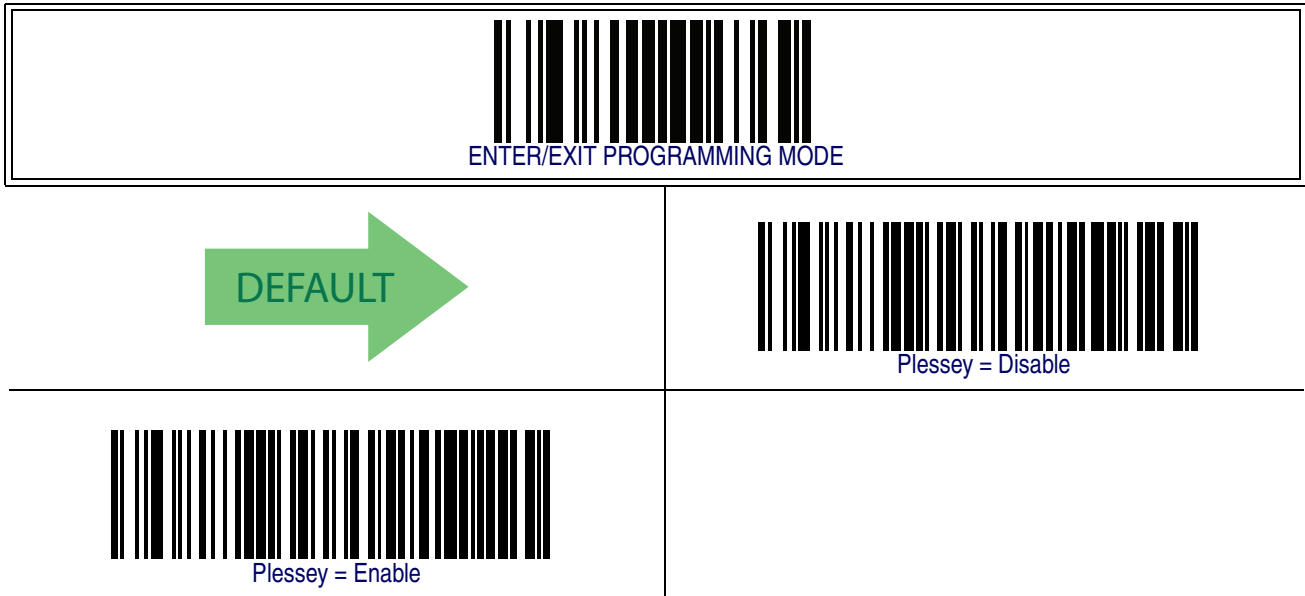 ENTER/EXIT PROGRAMMING MODE
DEFAULT
Plessey = Disable
Plessey = Enable